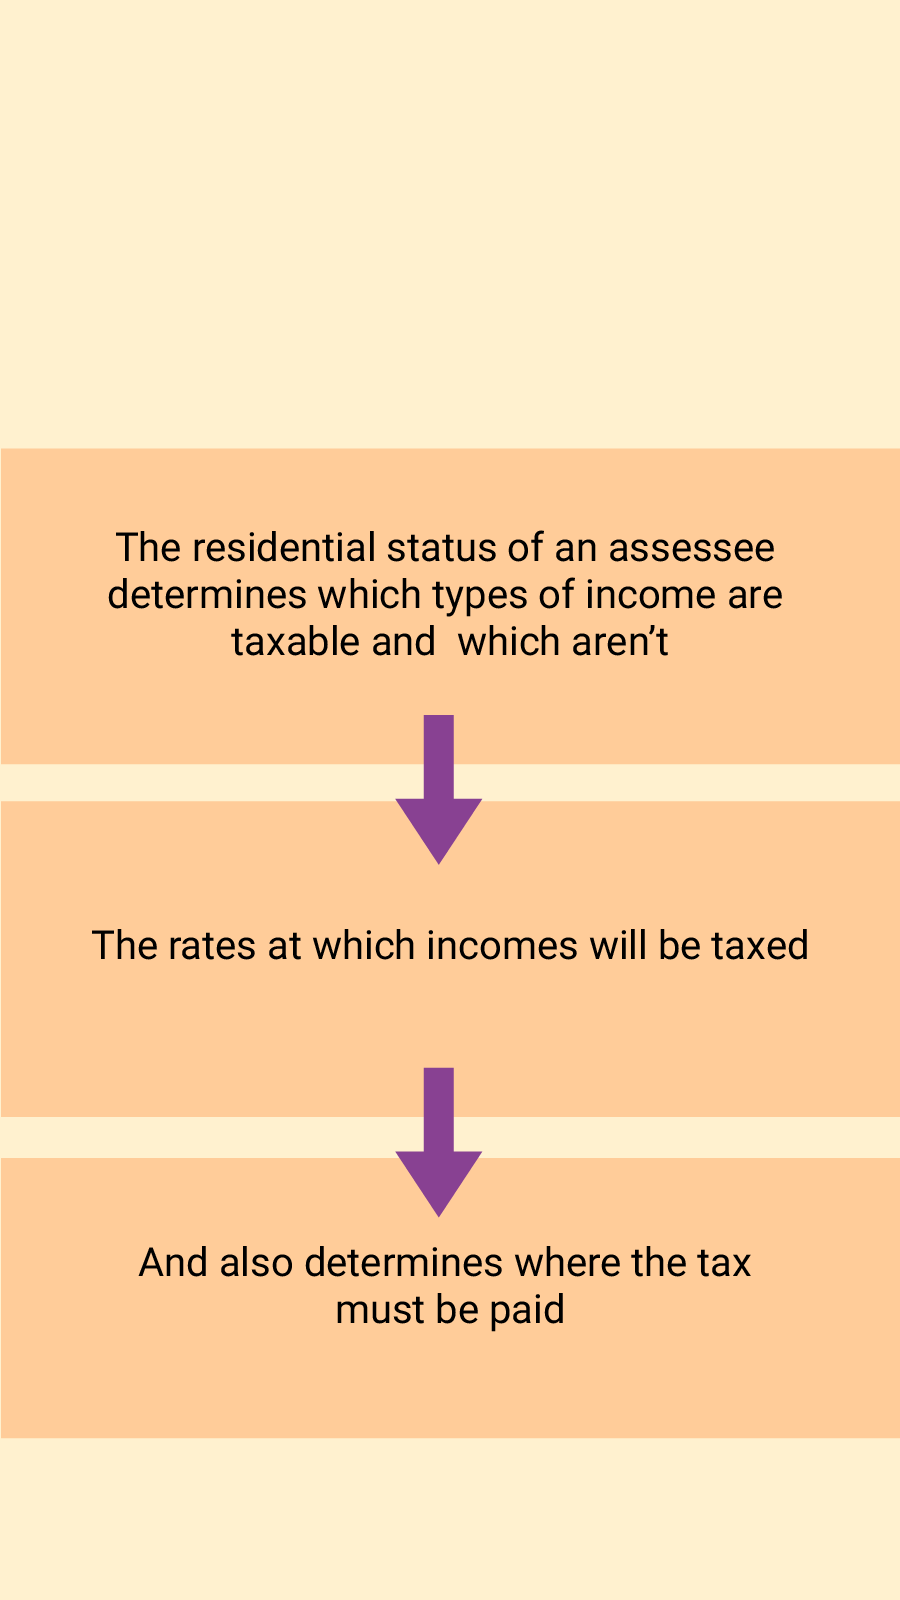 The residential status of an assessee
determines which types of income are
taxable and  which aren’t
The rates at which incomes will be taxed
And also determines where the tax
must be paid